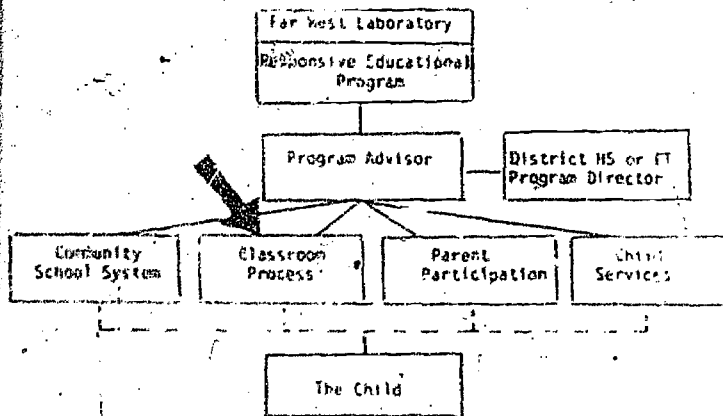 Far West Laboratory
Responsive Educational
Program
Program Advisor
District HS or FT
Program Director
Community
School System
Classroom
Process
Parent
Participation
Child
Services
The Child